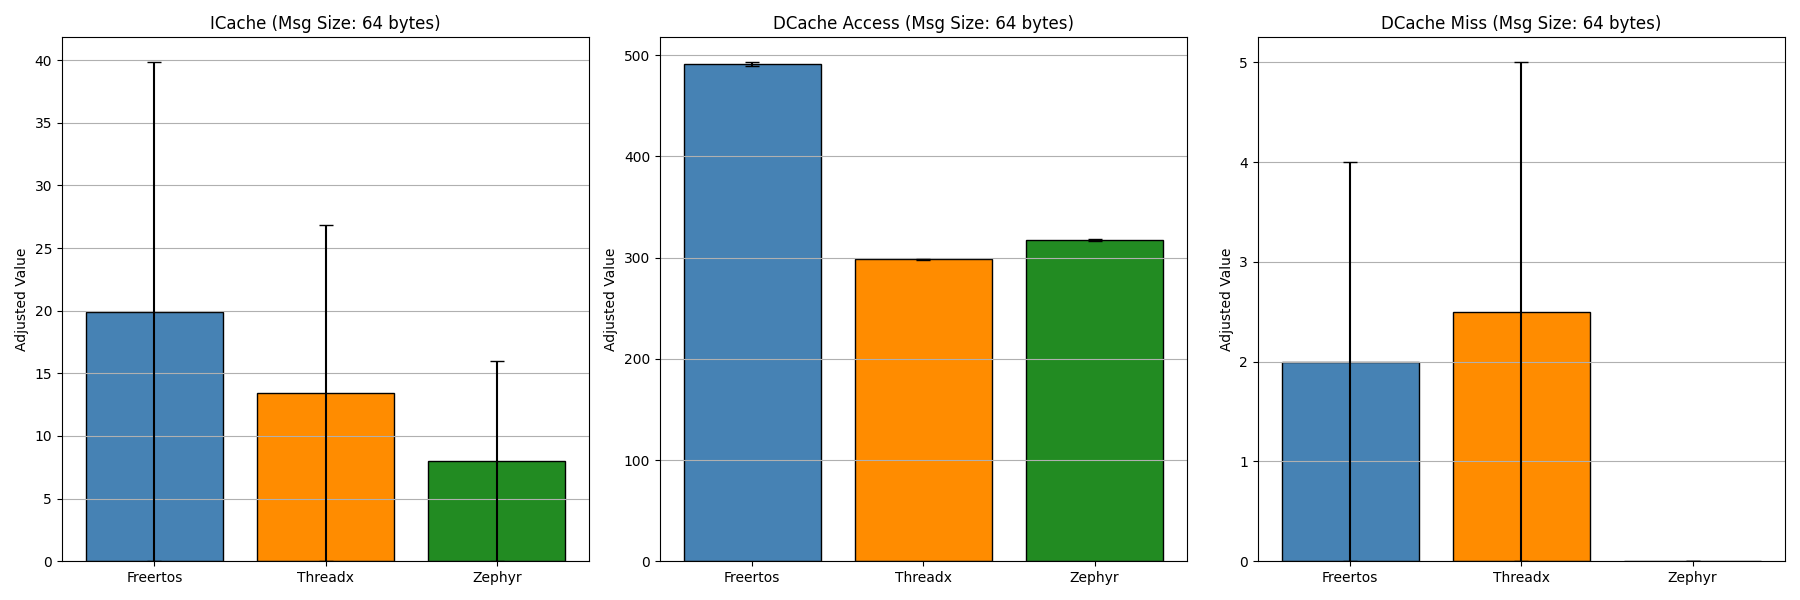 ICache (Msg Size: 64 bytes)
Adjusted Value
40
35
30
25
20
15
10
5
0
Freertos
Threadx
Zephyr
DCache Access (Msg Size: 64 bytes)
Adjusted Value
500
400
300
200
100
0
Freertos
Threadx
Zephyr
DCache Miss (Msg Size: 64 bytes)
Adjusted Value
5
4
3
2
1
0
Freertos
Threadx
Zephyr